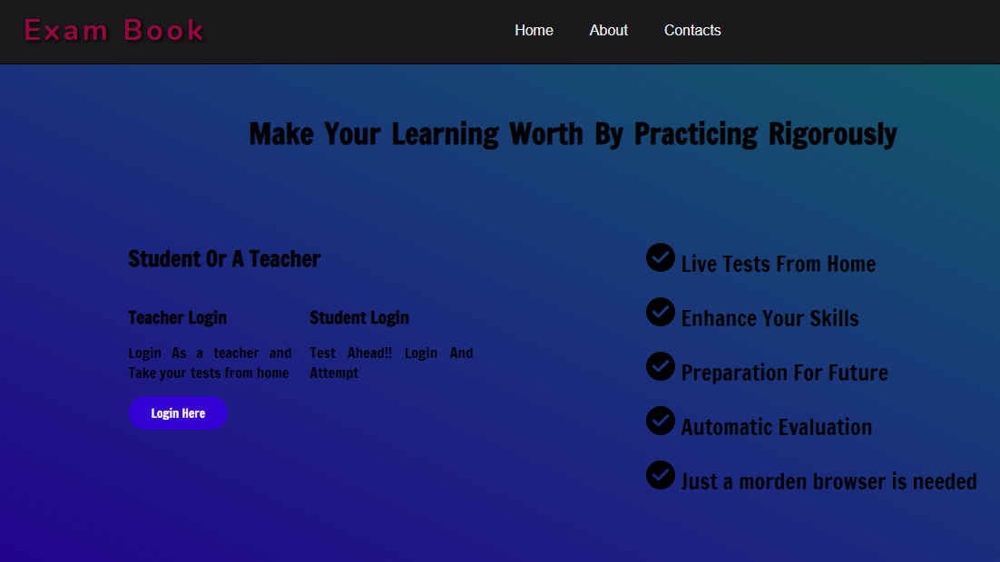 Exam Book
Home
About
Contacts
Make Your Learning Worth By Practicing Rigorously
Student Or A Teacher
Teacher Login
Login As a teacher and
Take your tests from home
Login Here
Student Login
Test Ahead!! Login And
Attempt
Live Tests From Home
Enhance Your Skills
Preparation For Future
Automatic Evaluation
Just a morden browser is needed